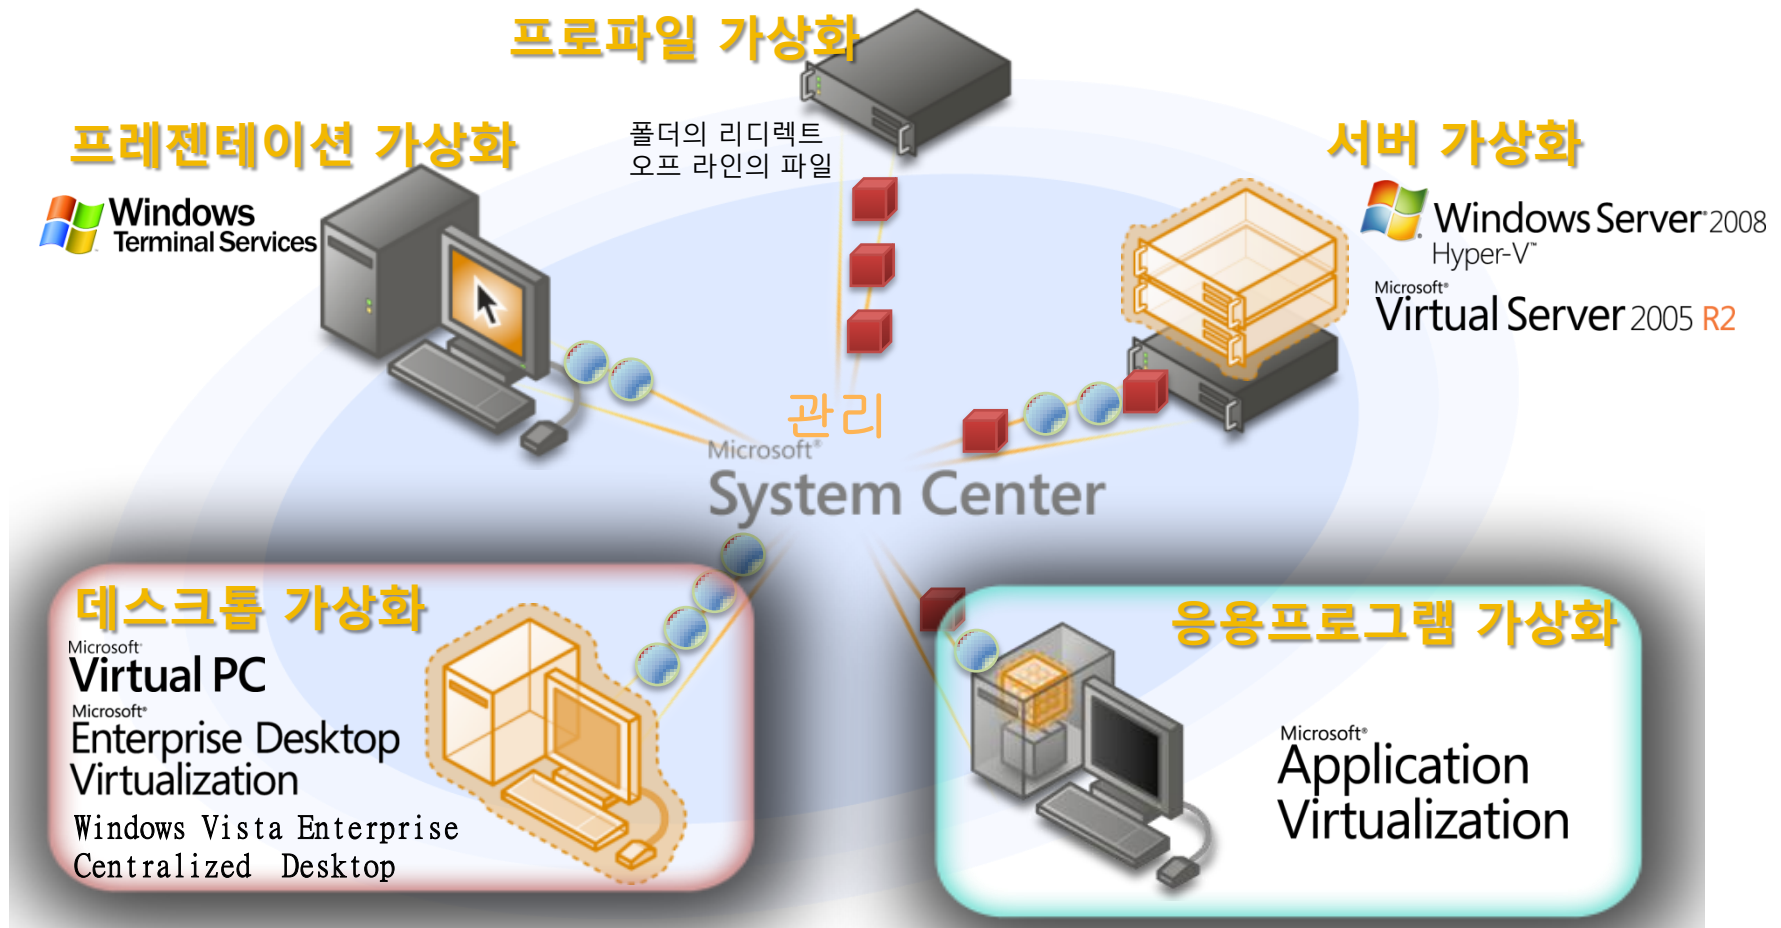 프로파일 가상화
폴더의 리디렉트
오프 라인의 파일
프레젠테이션 가상화
Windows
Terminal Services
서버 가상화
Windows Server® 2008
Hyper-V™
Microsoft®
Virtual Server 2005 R2
관리
Microsoft®
System Center
데스크톱 가상화
Microsoft®
Virtual PC
Microsoft®
Enterprise Desktop
Virtualization
Windows Vista Enterprise
Centralized Desktop
응용프로그램 가상화
Microsoft®
Application
Virtualization